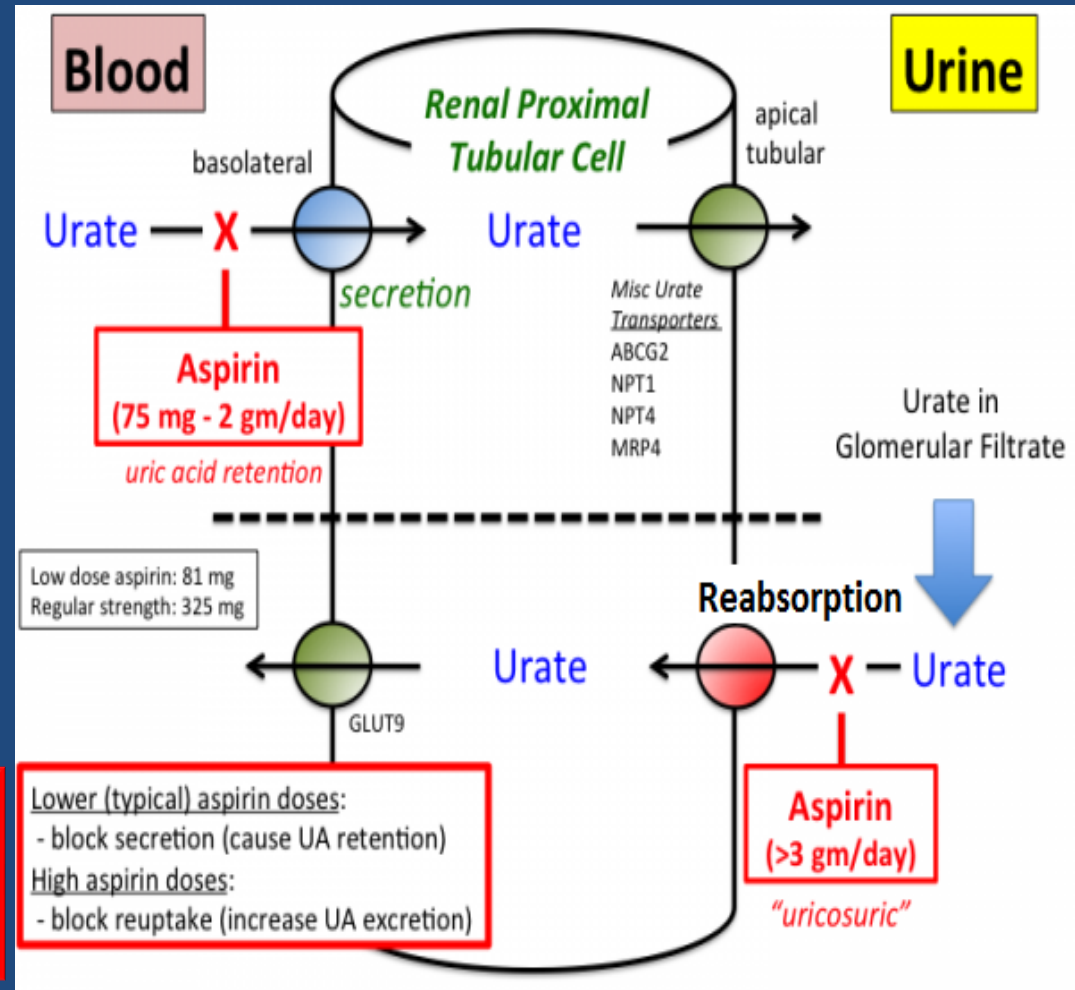 Blood
Urine
Renal Proximal
Tubular Cell
apical
tubular
basolateral
Urate
X
Urate
secretion
Misc Urate
Transporters
ABCG2
NPT1
NPT4
MRP4
Aspirin
(75 mg - 2 gm/day)
uric acid retention
Urate in
Glomerular Filtrate
Low dose aspirin: 81 mg
Regular strength: 325 mg
Reabsorption
Urate
X
Urate
GLUT9
Lower (typical) aspirin doses:
- block secretion (cause UA retention)
High aspirin doses:
- block reuptake (increase UA excretion)
Aspirin
(>3 gm/day)
"uricosuric"